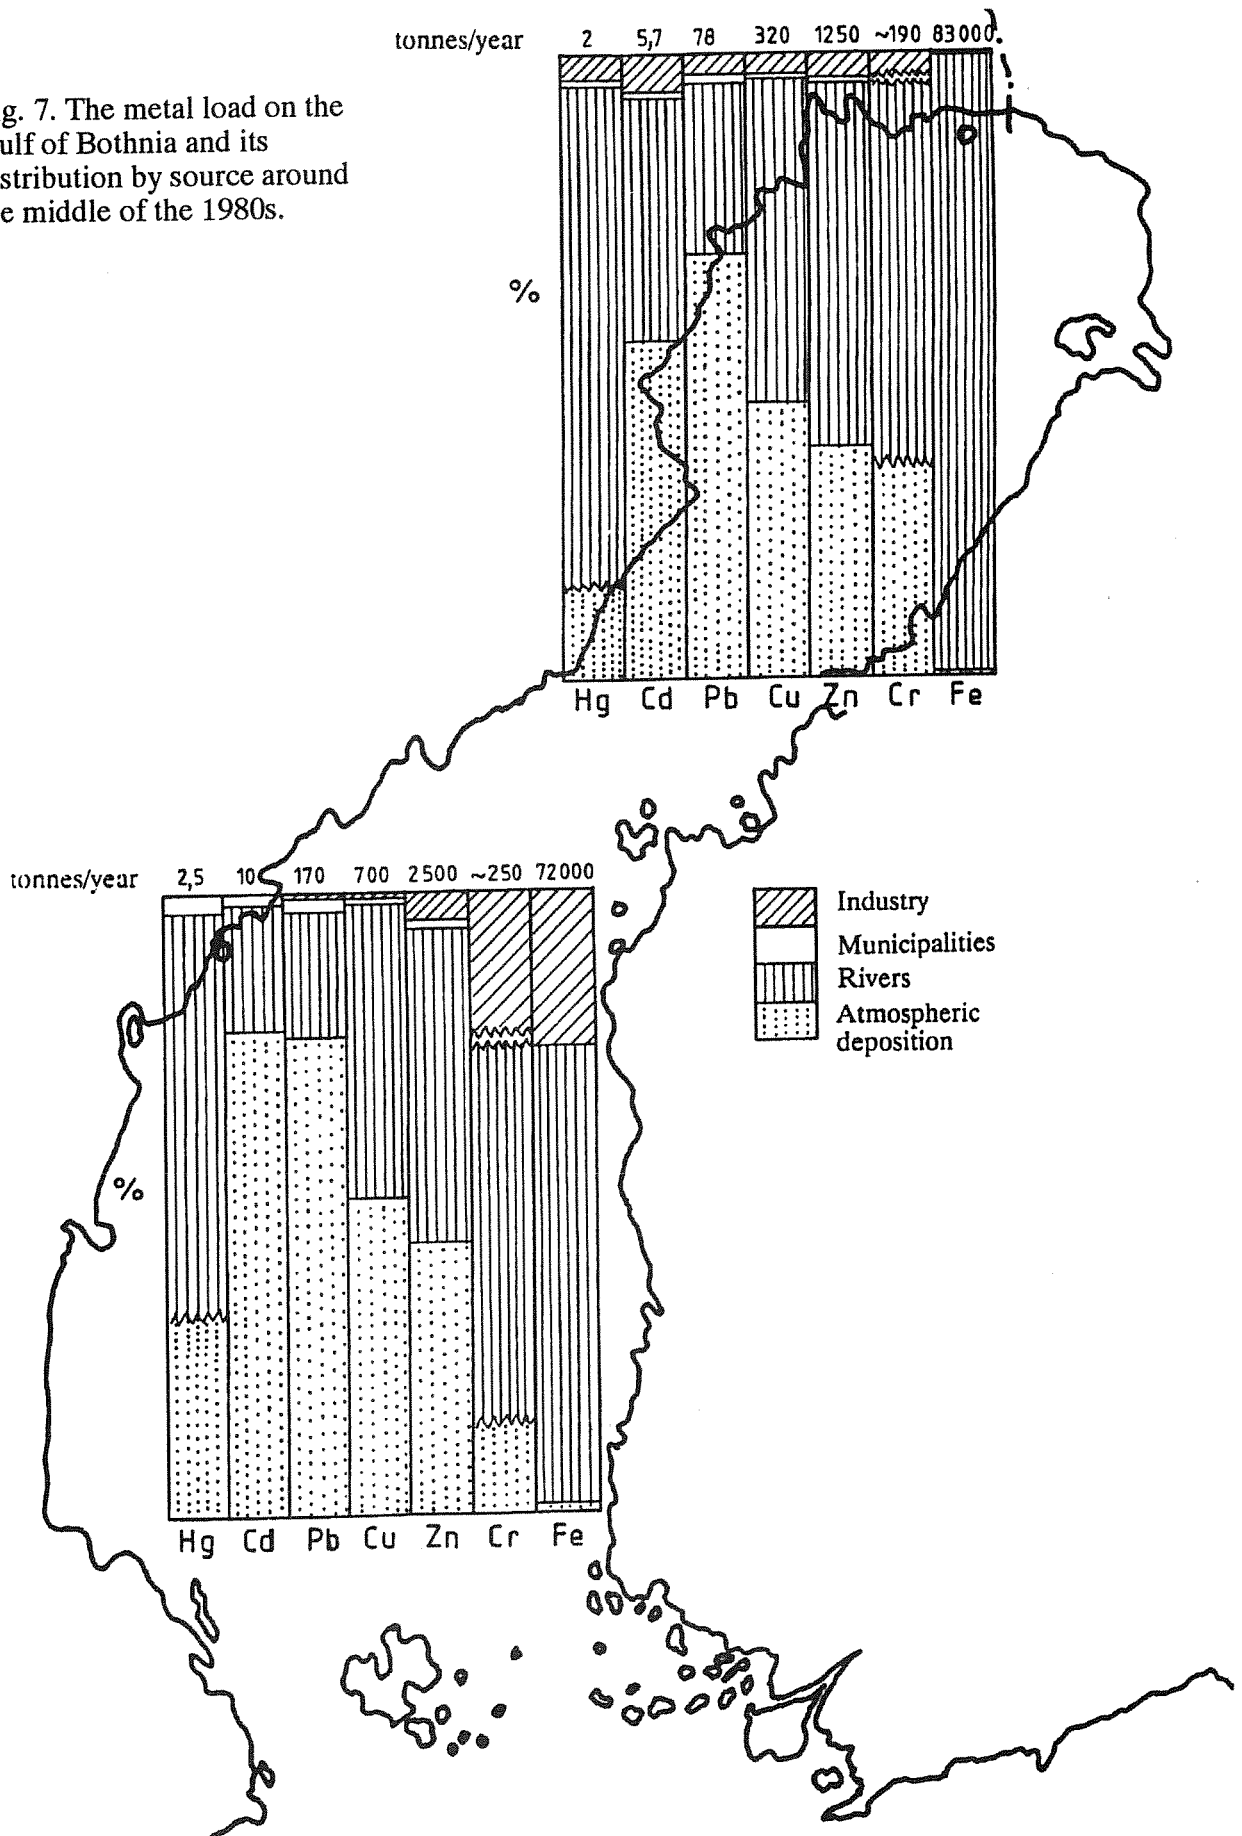 tonnes/year 2 5,7 78 320 1250 ~190 83000
g. 7. The metal load on the
ulf of Bothnia and its
stribution by source around
e middle of the 1980s.
%
Hg Cd Pb Cu Zn Cr Fe
tonnes/year 2,5 10 170 700 2500 ~250 72000
Industry
Municipalities
Rivers
Atmospheric
deposition
%
Hg Cd Pb Cu Zn Cr Fe